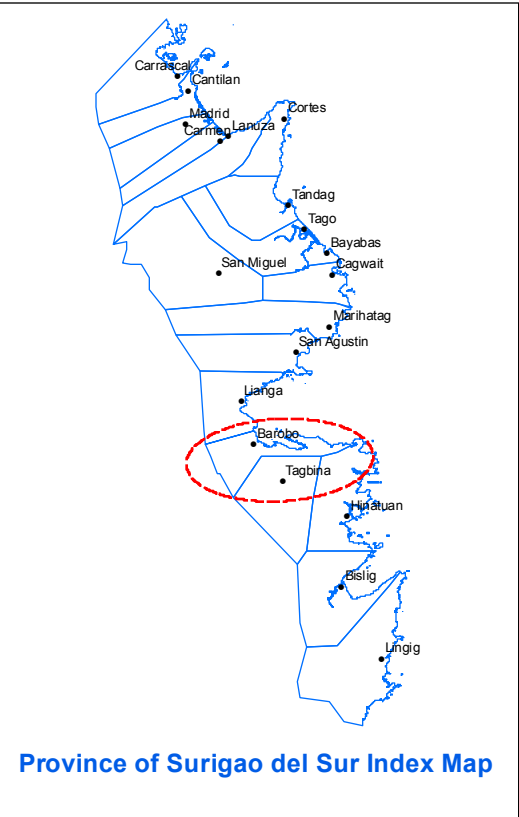 Carrascal
Cantilan
Cortes
Madrid
Lanuza
Carmen
Tandag
Tago
Bayabas
San Miguel
Cagwait
Marihatag
San Agustin
Lianga
Barobo
Tagbina
Hinatuan
Bislig
Lingig
Province of Surigao del Sur Index Map